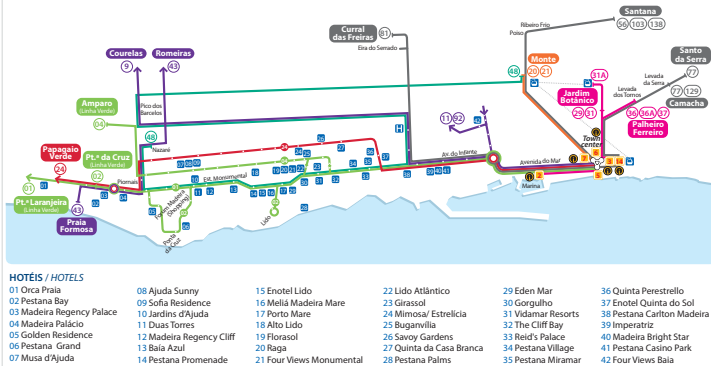 Santana
56 103 138
Ribeiro Frio
Poiso
Curral
das Freiras
81
Eira do Serrado
Courelas
9
Romeiras
43
Monte
20 21
48
31A
Santo
da Serra
77
Levada
da Serra
77 129
Camacha
Levada
dos Tornos
Jardim
Botânico
29 31
36 36A 37
Palheiro
Ferreiro
Amparo
(Linha Verde)
04
Pico dos
Barcelos
48
Nazaré
H
11 92
42
Town
center
Papagaio
Verde
24
Pt.ª da Cruz
(Linha Verde)
02
Piornais
01
Pt.ª Laranjeira
(Linha Verde)
43
Praia
Formosa
Est. Monumental
Forum Madeira
(Shopping)
Ponta
da Cruz
Lido
Av. do Infante
Avenida do Mar
Marina
HOTÉIS / HOTELS
01 Orca Praia
02 Pestana Bay
03 Madeira Regency Palace
04 Madeira Palácio
05 Golden Residence
06 Pestana Grand
07 Musa d'Ajuda
08 Ajuda Sunny
09 Sofia Residence
10 Jardins d'Ajuda
11 Duas Torres
12 Madeira Regency Cliff
13 Baía Azul
14 Pestana Promenade
15 Enotel Lido
16 Meliá Madeira Mare
17 Porto Mare
18 Alto Lido
19 Florasol
20 Raga
21 Four Views Monumental
22 Lido Atlântico
23 Girassol
24 Mimosa/ Estrelícia
25 Buganvília
26 Savoy Gardens
27 Quinta da Casa Branca
28 Pestana Palms
29 Eden Mar
30 Gorgulho
31 Vidamar Resorts
32 The Cliff Bay
33 Reid's Palace
34 Pestana Village
35 Pestana Miramar
36 Quinta Perestrello
37 Enotel Quinta do Sol
38 Pestana Carlton Madeira
39 Imperatriz
40 Madeira Bright Star
41 Pestana Casino Park
42 Four Views Baia